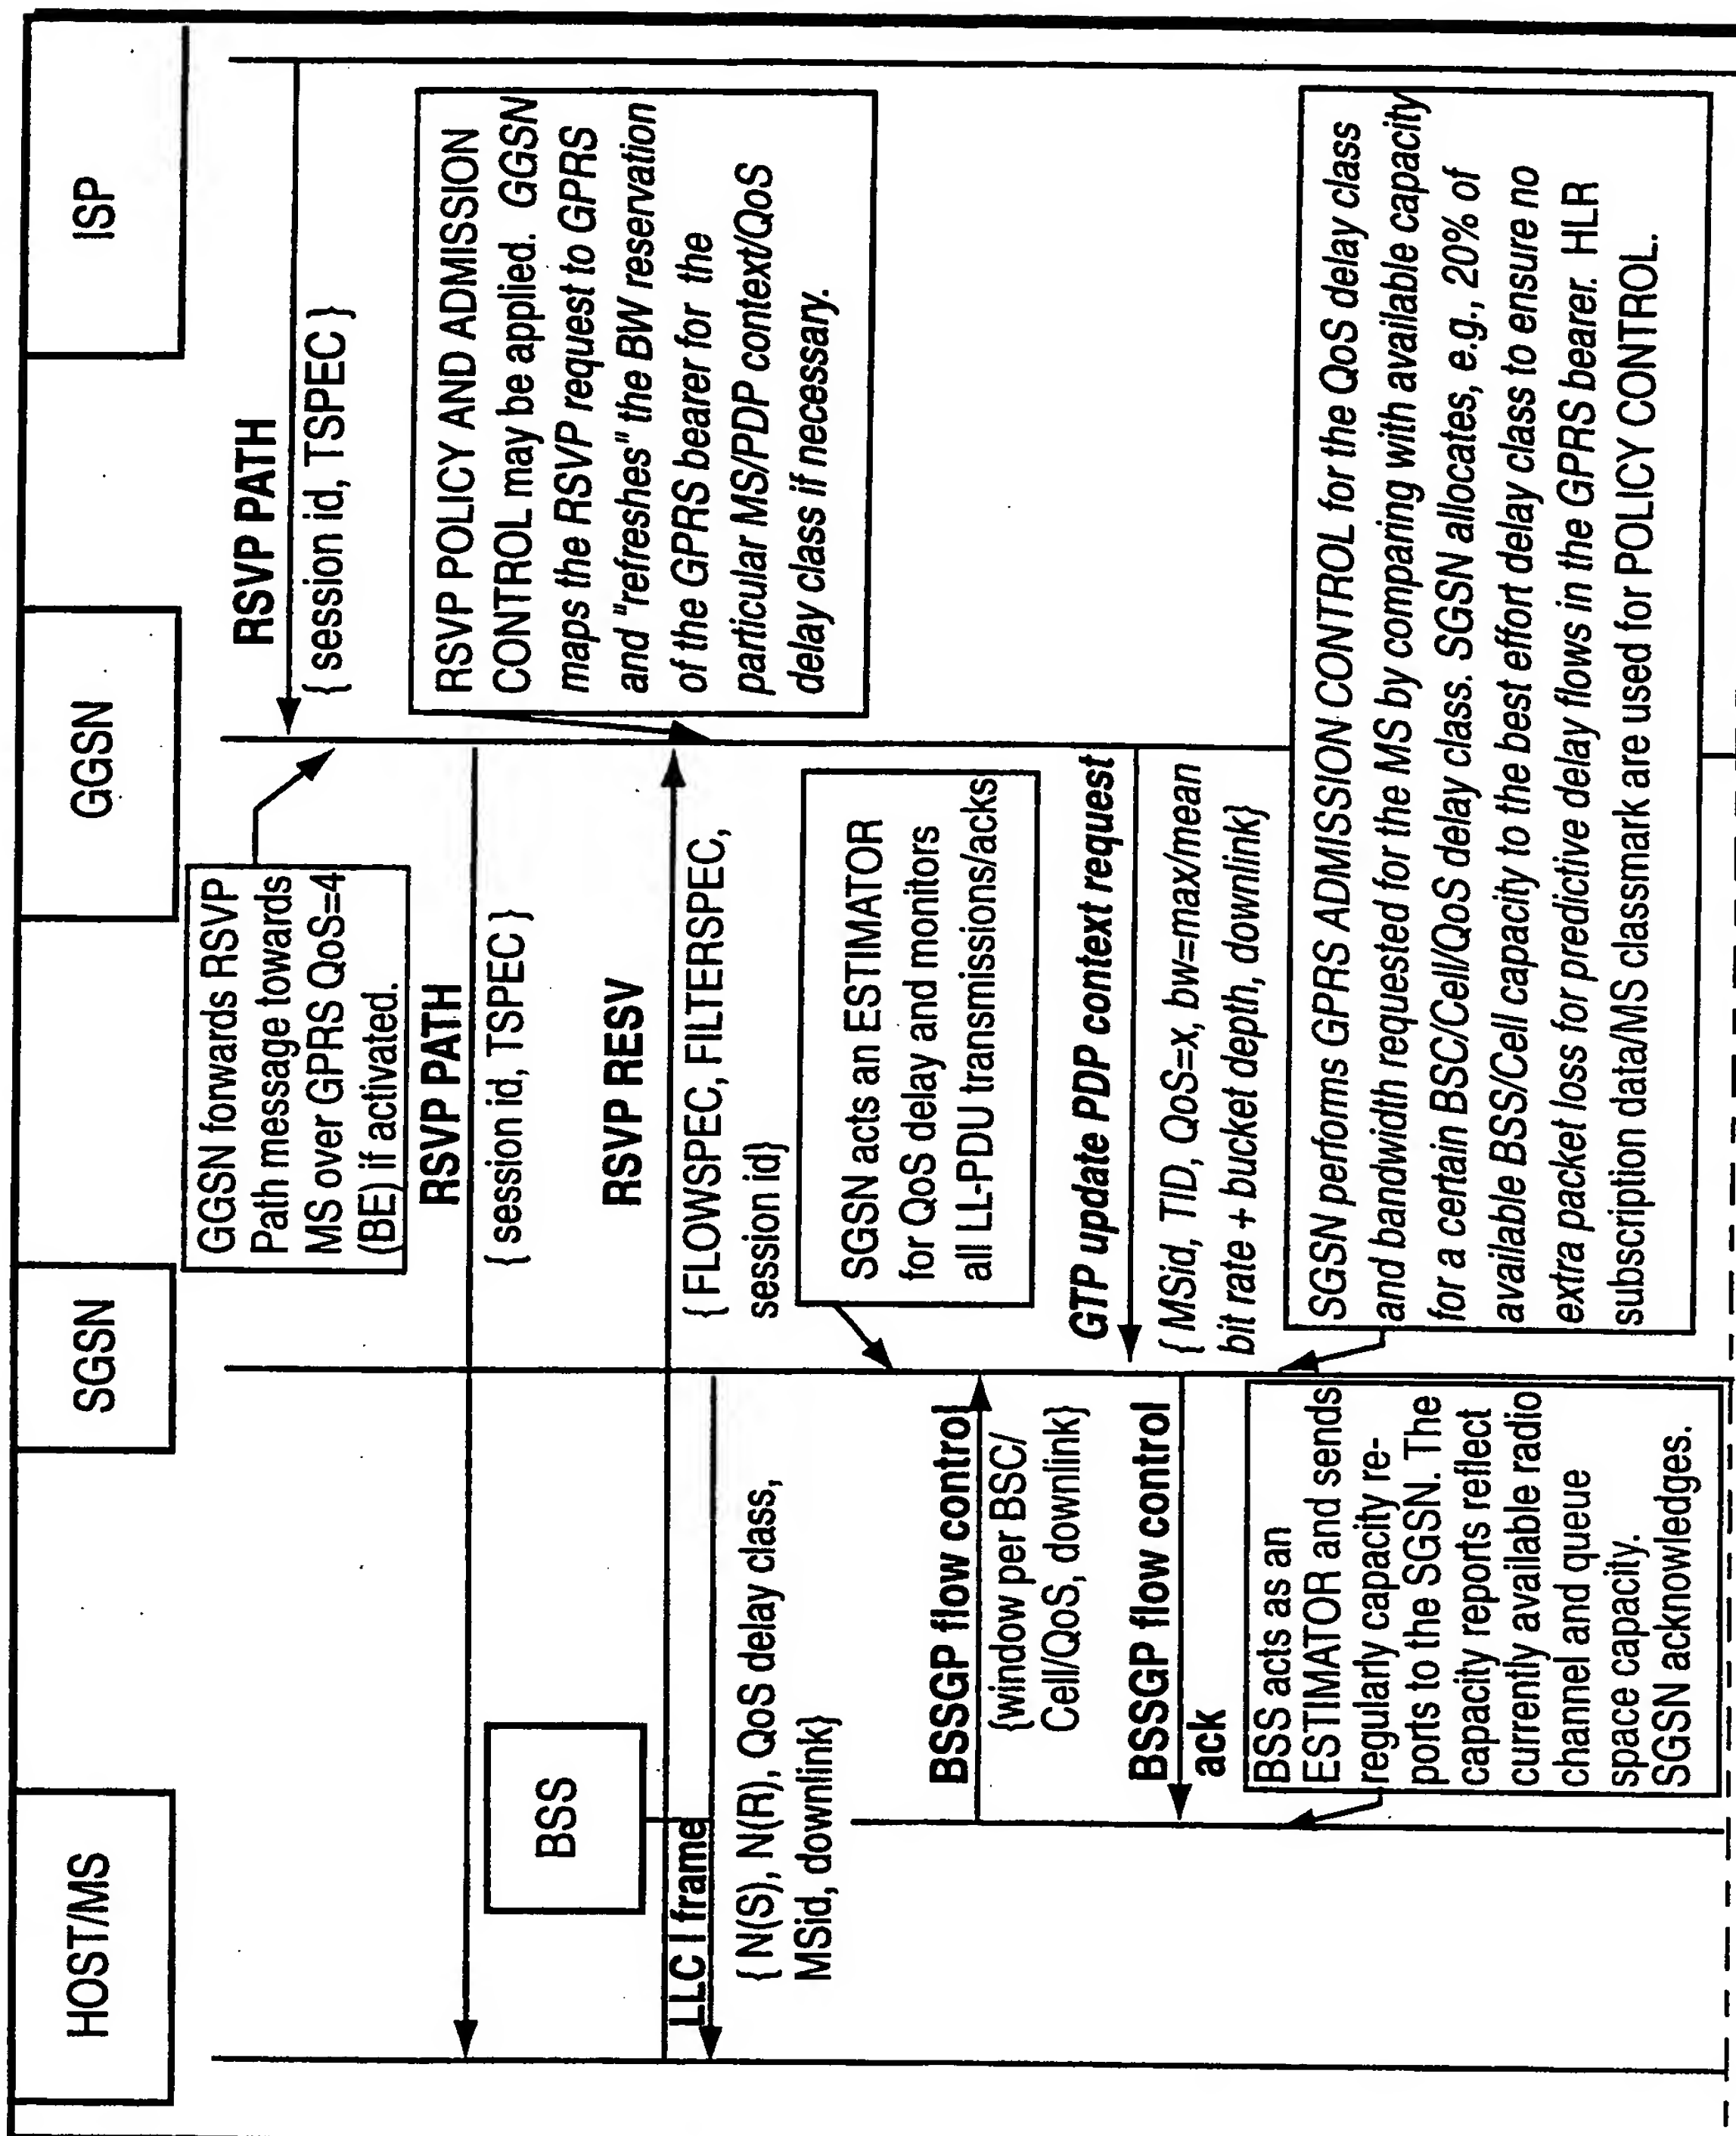 HOST/MS
SGSN
GGSN
ISP
RSVP PATH
{ session id, TSPEC }
GGSN forwards RSVP
Path message towards
MS over GPRS QoS=4
(BE) if activated.
RSVP PATH
{ session id, TSPEC }
RSVP POLICY AND ADMISSION
CONTROL may be applied. GGSN
maps the RSVP request to GPRS
and "refreshes" the BW reservation
of the GPRS bearer for the
particular MS/PDP context/QoS
delay class if necessary.
BSS
RSVP RESV
{ FLOWSPEC, FILTERSPEC,
session id}
LLC I frame
{ N(S), N(R), QoS delay class,
MSid, downlink}
SGSN acts an ESTIMATOR
for QoS delay and monitors
all LL-PDU transmissions/acks
BSSGP flow control
{window per BSC/
Cell/QoS, downlink}
GTP update PDP context request
{ MSid, TID, QoS=x, bw=max/mean
bit rate + bucket depth, downlink}
BSSGP flow control
ack
BSS acts as an
ESTIMATOR and sends
regularly capacity re-
ports to the SGSN. The
capacity reports reflect
currently available radio
channel and queue
space capacity.
SGSN acknowledges.
SGSN performs GPRS ADMISSION CONTROL for the QoS delay class
and bandwidth requested for the MS by comparing with available capacity
for a certain BSC/Cell/QoS delay class. SGSN allocates, e.g., 20% of
available BSS/Cell capacity to the best effort delay class to ensure no
extra packet loss for predictive delay flows in the GPRS bearer. HLR
subscription data/MS classmark are used for POLICY CONTROL.